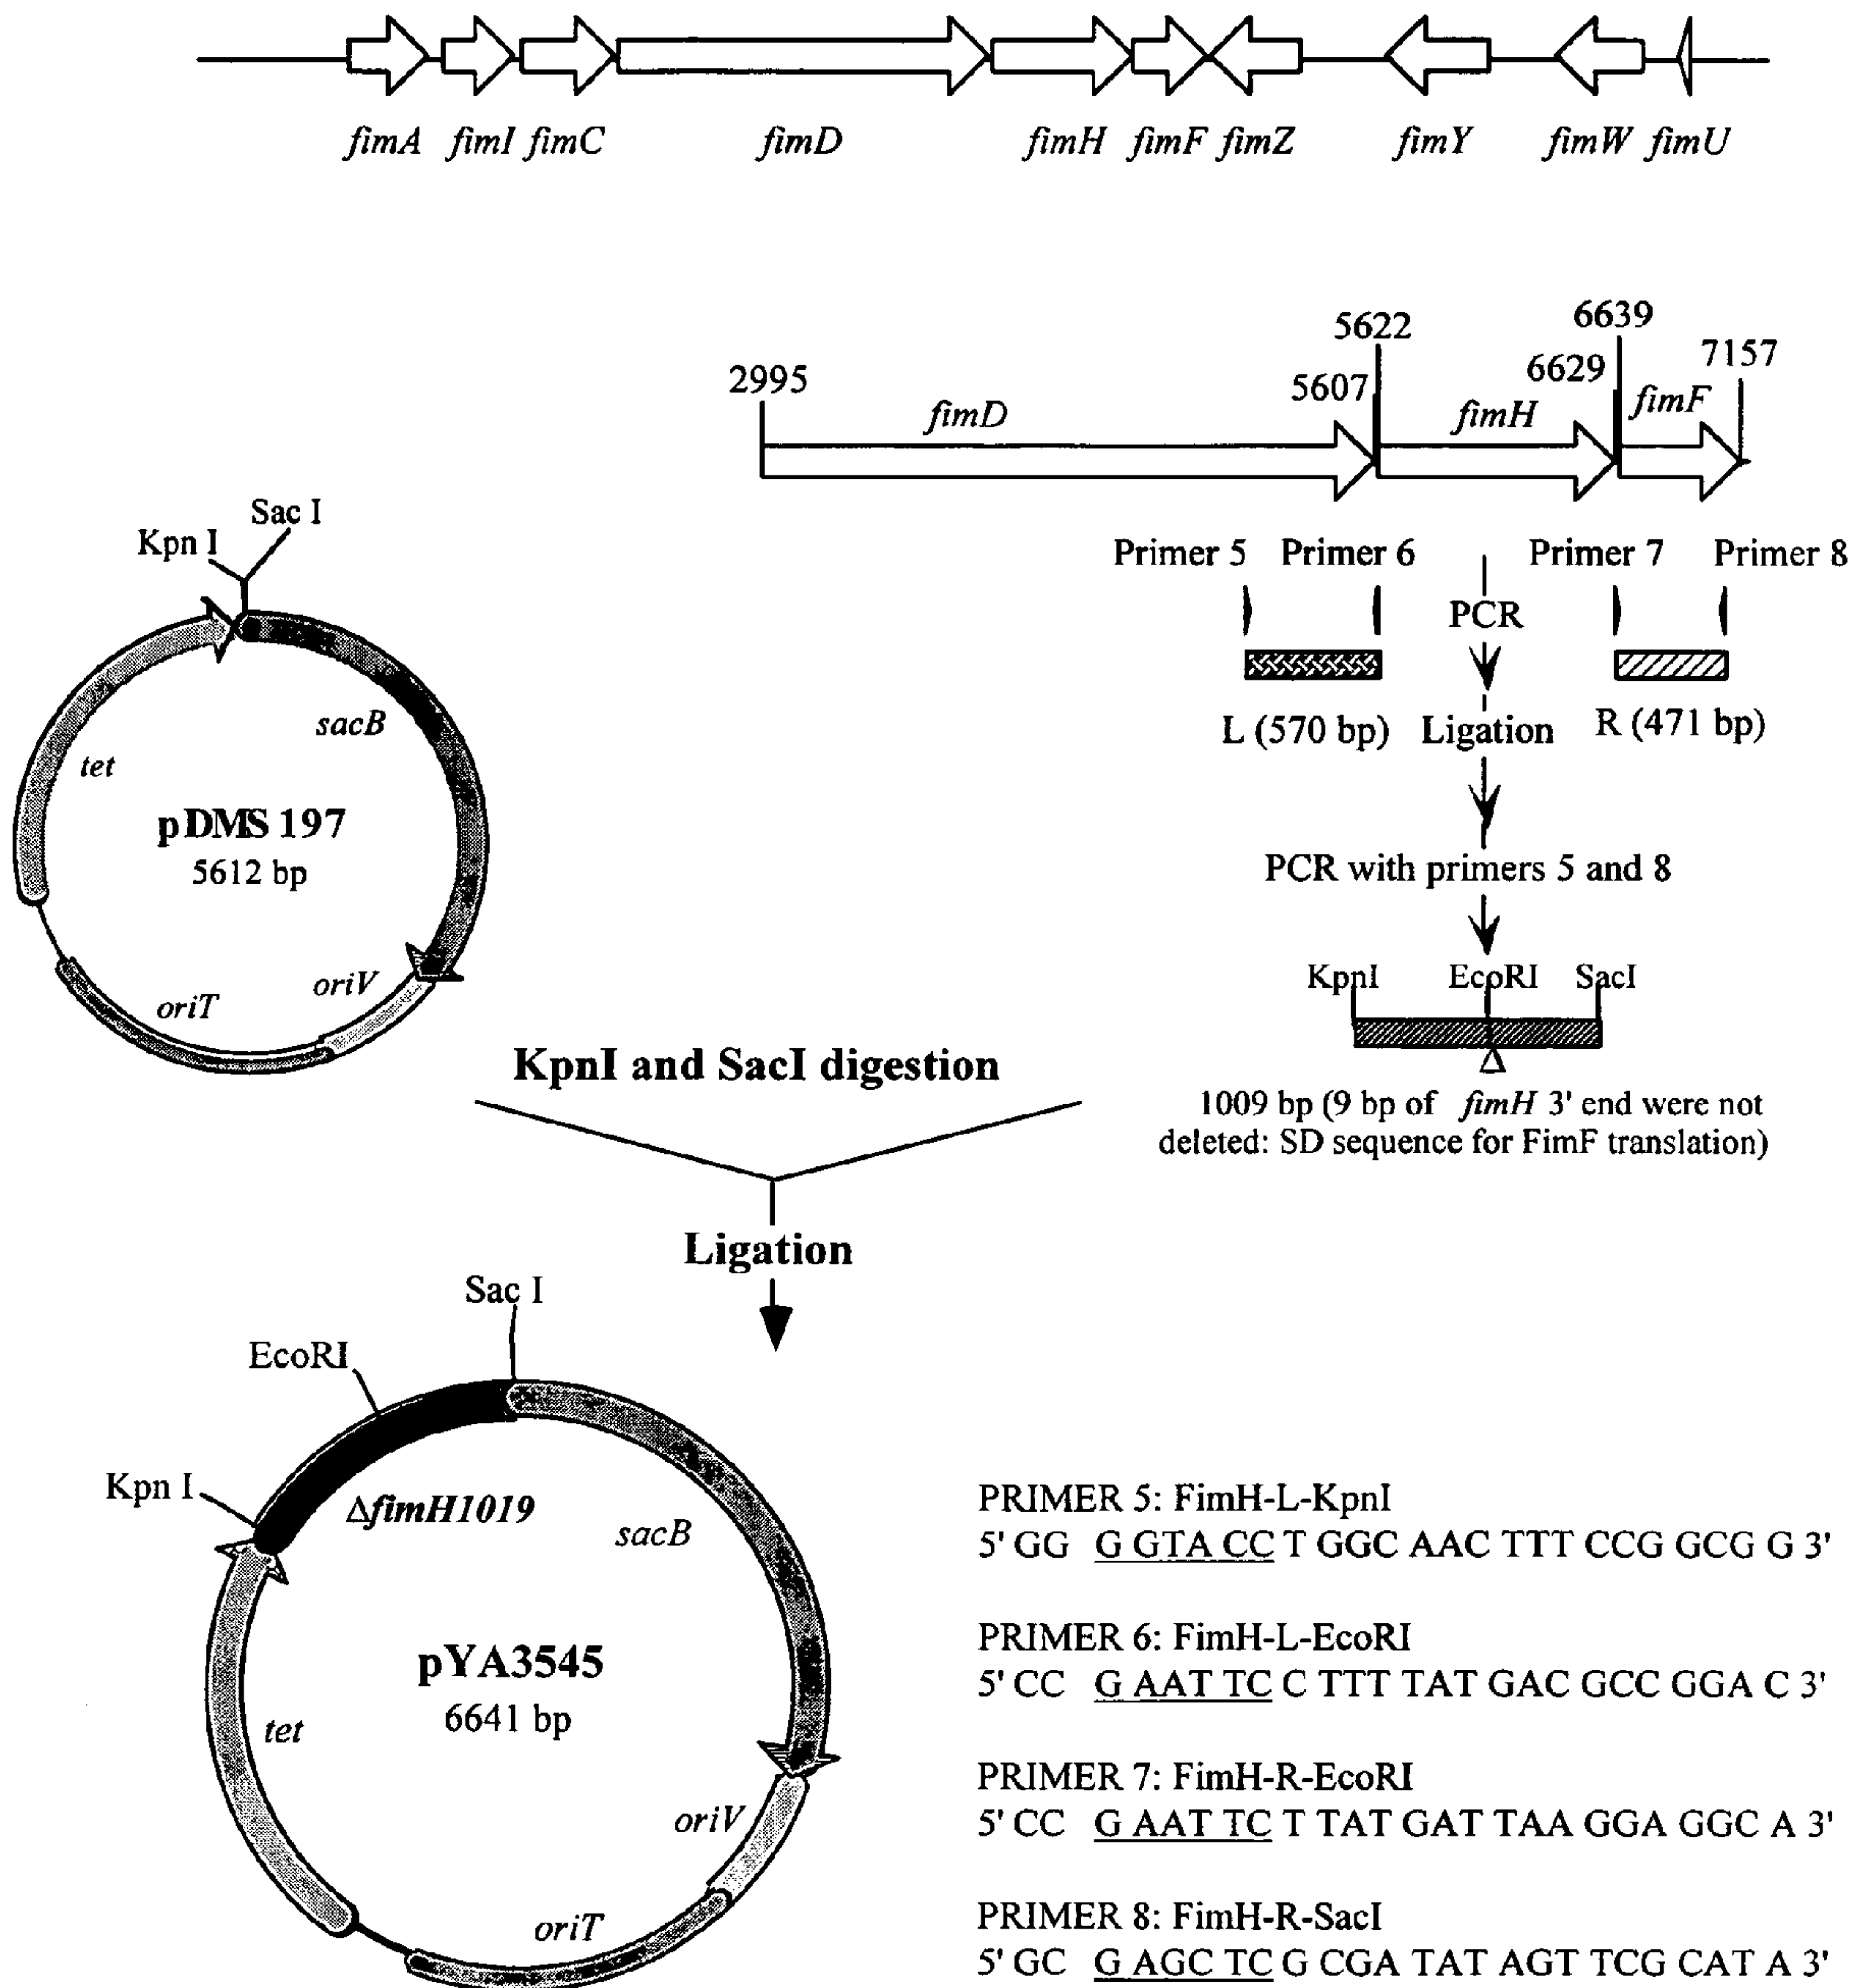 fimA fimI fimC fimD fimH fimF fimZ fimY fimW fimU
6639
5622
7157
6629
2995
5607
fimD
fimH
fimF
Sac I
Kpn I
Primer 5 Primer 6 Primer 7 Primer 8
PCR
sacB
L (570 bp) Ligation R (471 bp)
tet
pDMS 197
5612 bp
PCR with primers 5 and 8
KpnI EcoRI SacI
oriV
oriT
Δ
KpnI and SacI digestion
1009 bp (9 bp of fimH 3' end were not
deleted: SD sequence for FimF translation)
Ligation
Sac I
EcoRI
Kpn I
ΔfimH1019
sacB
pYA3545
6641 bp
tet
oriV
oriT
PRIMER 5: FimH-L-KpnI
5' GG G GTA CC T GGC AAC TTT CCG GCG G 3'
PRIMER 6: FimH-L-EcoRI
5' CC G AAT TC C TTT TAT GAC GCC GGA C 3'
PRIMER 7: FimH-R-EcoRI
5' CC G AAT TC T TAT GAT TAA GGA GGC A 3'
PRIMER 8: FimH-R-SacI
5' GC G AGC TC G CGA TAT AGT TCG CAT A 3'